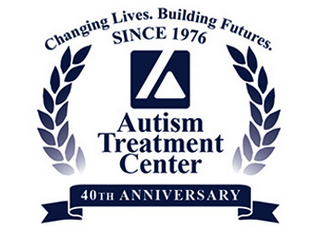 Changing Lives. Building Futures.
SINCE 1976
Autism
Treatment
Center
40TH ANNIVERSARY